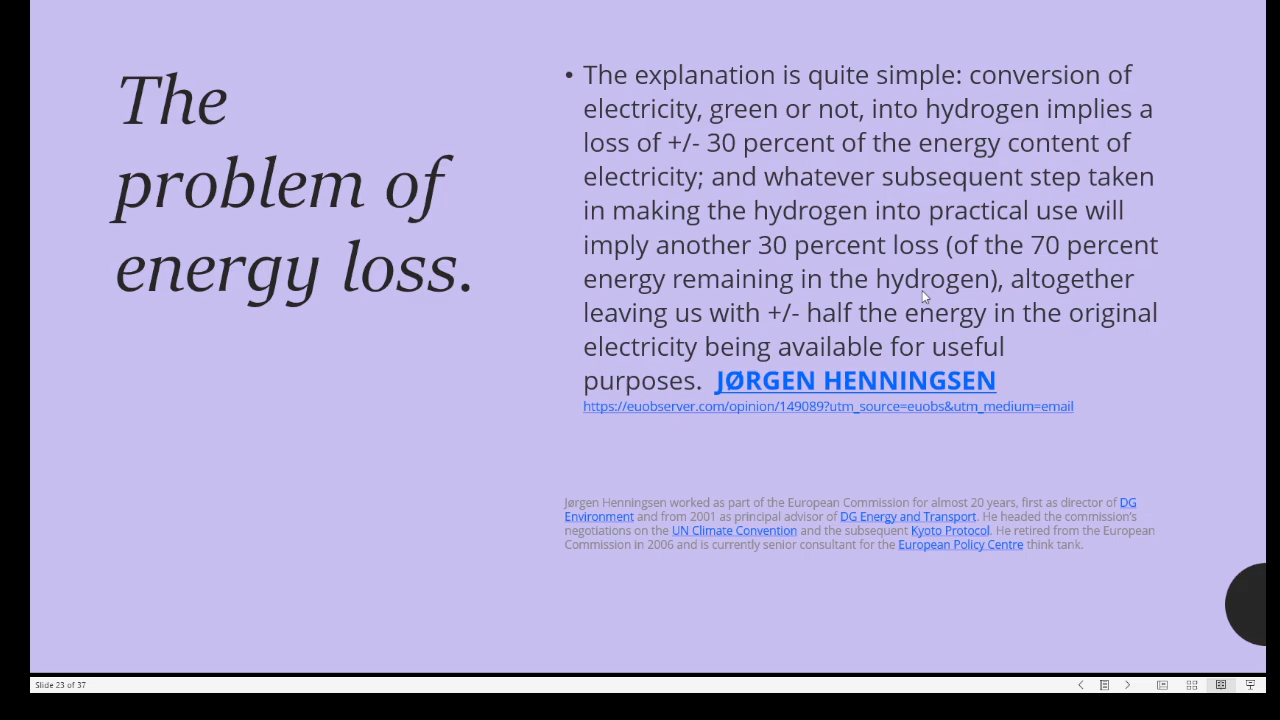 The
problem of
energy loss.
• The explanation is quite simple: conversion of
electricity, green or not, into hydrogen implies a
loss of +/- 30 percent of the energy content of
electricity; and whatever subsequent step taken
in making the hydrogen into practical use will
imply another 30 percent loss (of the 70 percent
energy remaining in the hydrogen), altogether
leaving us with +/- half the energy in the original
electricity being available for useful
purposes. JØRGEN HENNINGSEN
https://euobserver.com/opinion/149089?utm_source=euobs&utm_medium=email
Jørgen Henningsen worked as part of the European Commission for almost 20 years, first as director of DG
Environment and from 2001 as principal advisor of DG Energy and Transport. He headed the commission's
negotiations on the UN Climate Convention and the subsequent Kyoto Protocol. He retired from the European
Commission in 2006 and is currently senior consultant for the European Policy Centre think tank.
Slide 23 of 37